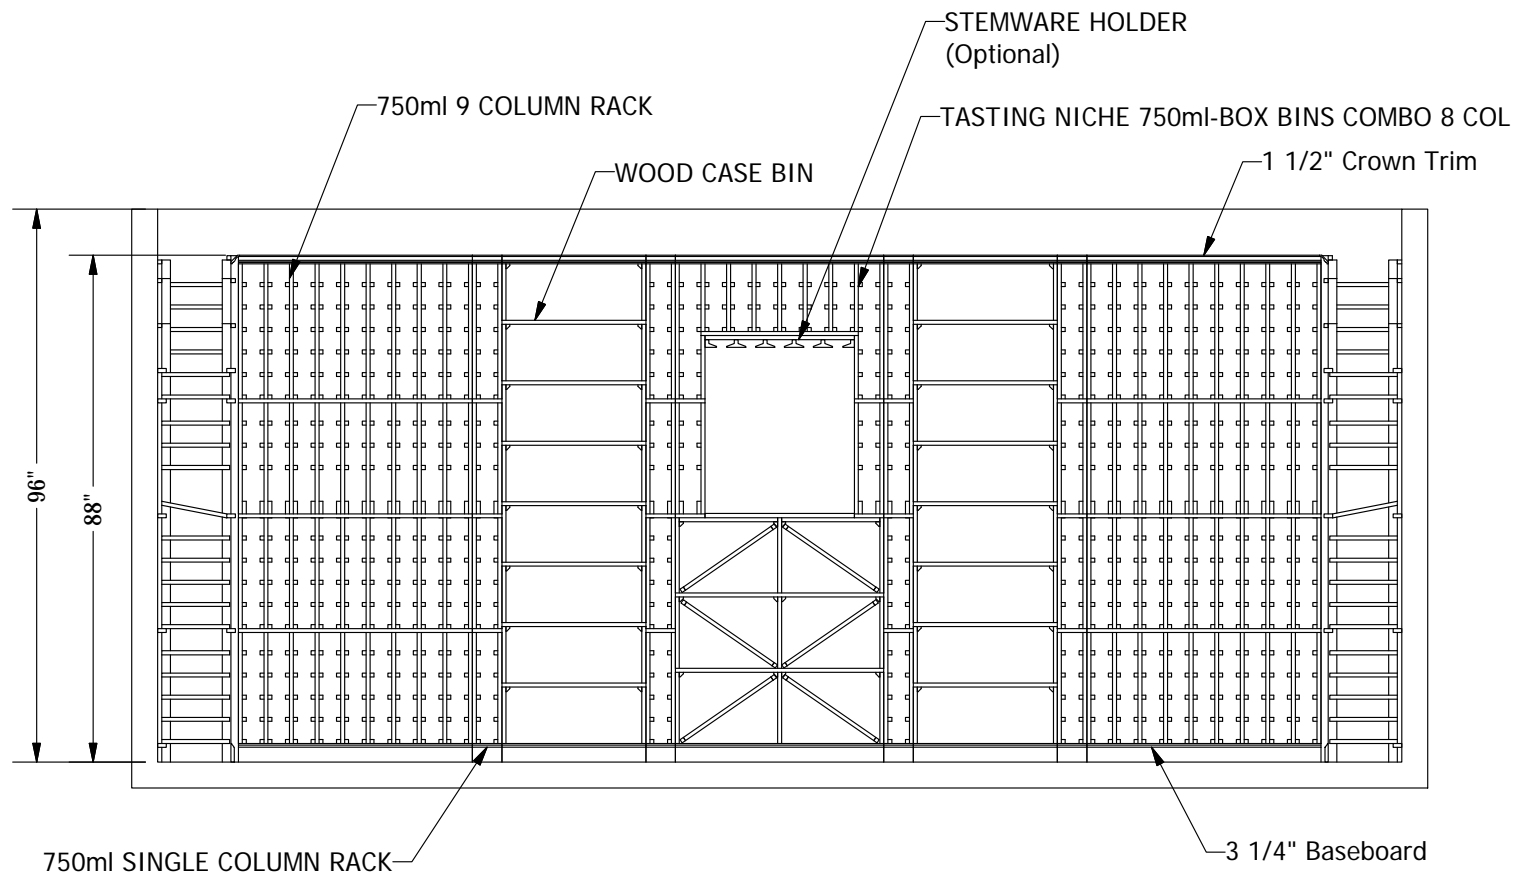 STEMWARE HOLDER
(Optional)
750ml 9 COLUMN RACK
TASTING NICHE 750ml-BOX BINS COMBO 8 COL
1 1/2" Crown Trim
WOOD CASE BIN
96"
88"
750ml SINGLE COLUMN RACK
3 1/4" Baseboard